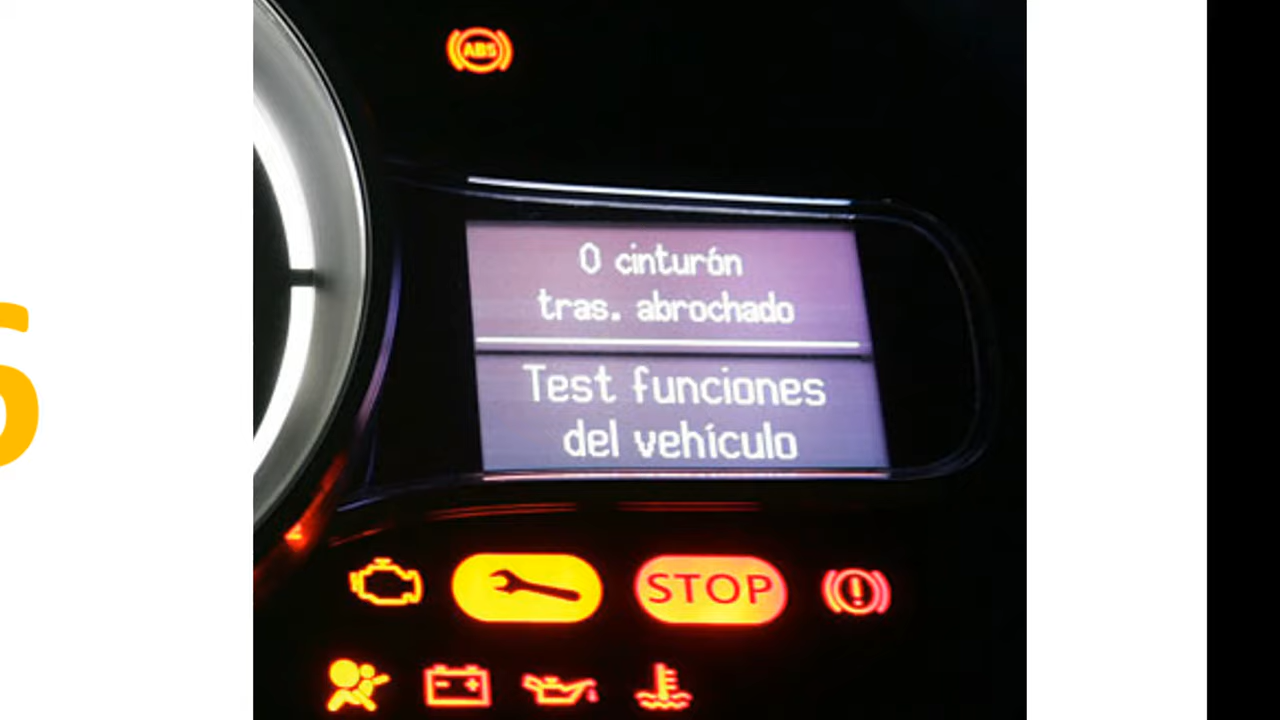 ABS
0 cinturón
tras. abrochado
Test funciones
del vehículo
STOP